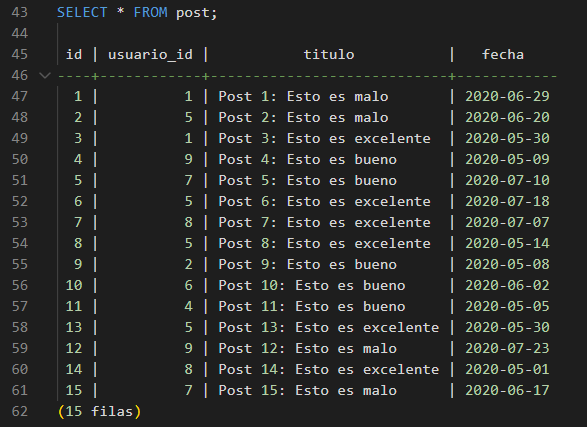 43 SELECT * FROM post;
44
45 id | usuario_id | titulo | fecha
46 ----+------------+----------------------------+------------
47 1 | 1 | Post 1: Esto es malo | 2020-06-29
48 2 | 5 | Post 2: Esto es malo | 2020-06-20
49 3 | 1 | Post 3: Esto es excelente | 2020-05-30
50 4 | 9 | Post 4: Esto es bueno | 2020-05-09
51 5 | 7 | Post 5: Esto es bueno | 2020-07-10
52 6 | 5 | Post 6: Esto es excelente | 2020-07-18
53 7 | 8 | Post 7: Esto es excelente | 2020-07-07
54 8 | 5 | Post 8: Esto es excelente | 2020-05-14
55 9 | 2 | Post 9: Esto es bueno | 2020-05-08
56 10 | 6 | Post 10: Esto es bueno | 2020-06-02
57 11 | 4 | Post 11: Esto es bueno | 2020-05-05
58 13 | 5 | Post 13: Esto es excelente | 2020-05-30
59 12 | 9 | Post 12: Esto es malo | 2020-07-23
60 14 | 8 | Post 14: Esto es excelente | 2020-05-01
61 15 | 7 | Post 15: Esto es malo | 2020-06-17
62 (15 filas)